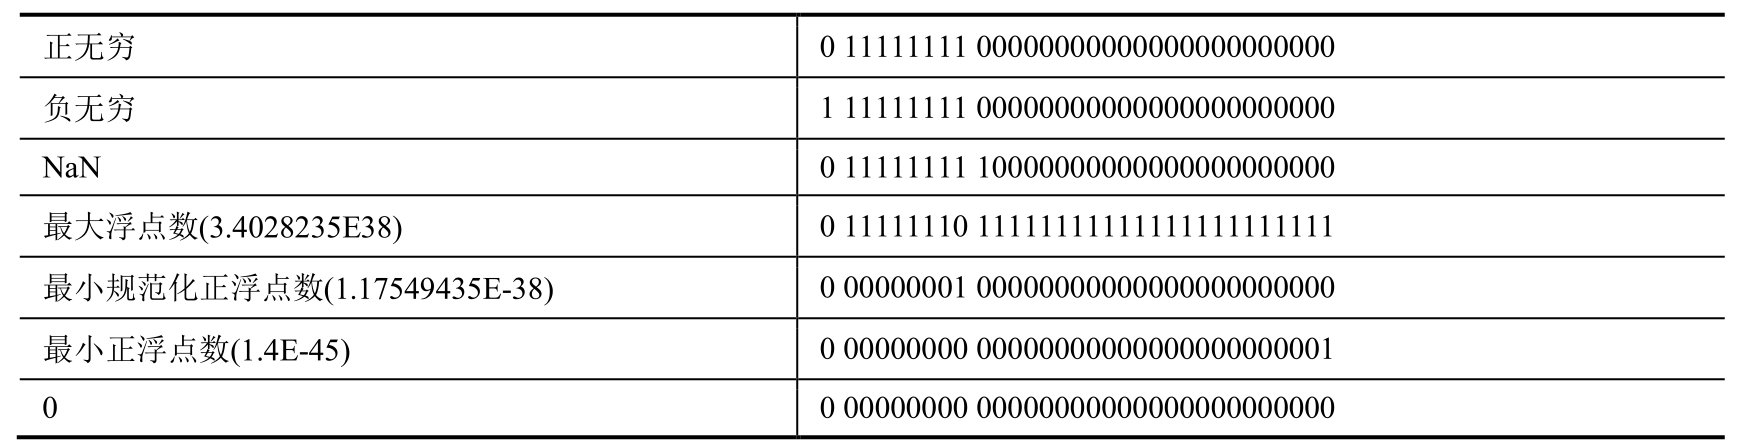 正无穷 0 11111111 00000000000000000000000
负无穷 1 11111111 00000000000000000000000
NaN 0 11111111 10000000000000000000000
最大浮点数(3.4028235E38) 0 11111110 11111111111111111111111
最小规范化正浮点数(1.17549435E-38) 0 00000001 00000000000000000000000
最小正浮点数(1.4E-45) 0 00000000 00000000000000000000001
0 0 00000000 00000000000000000000000